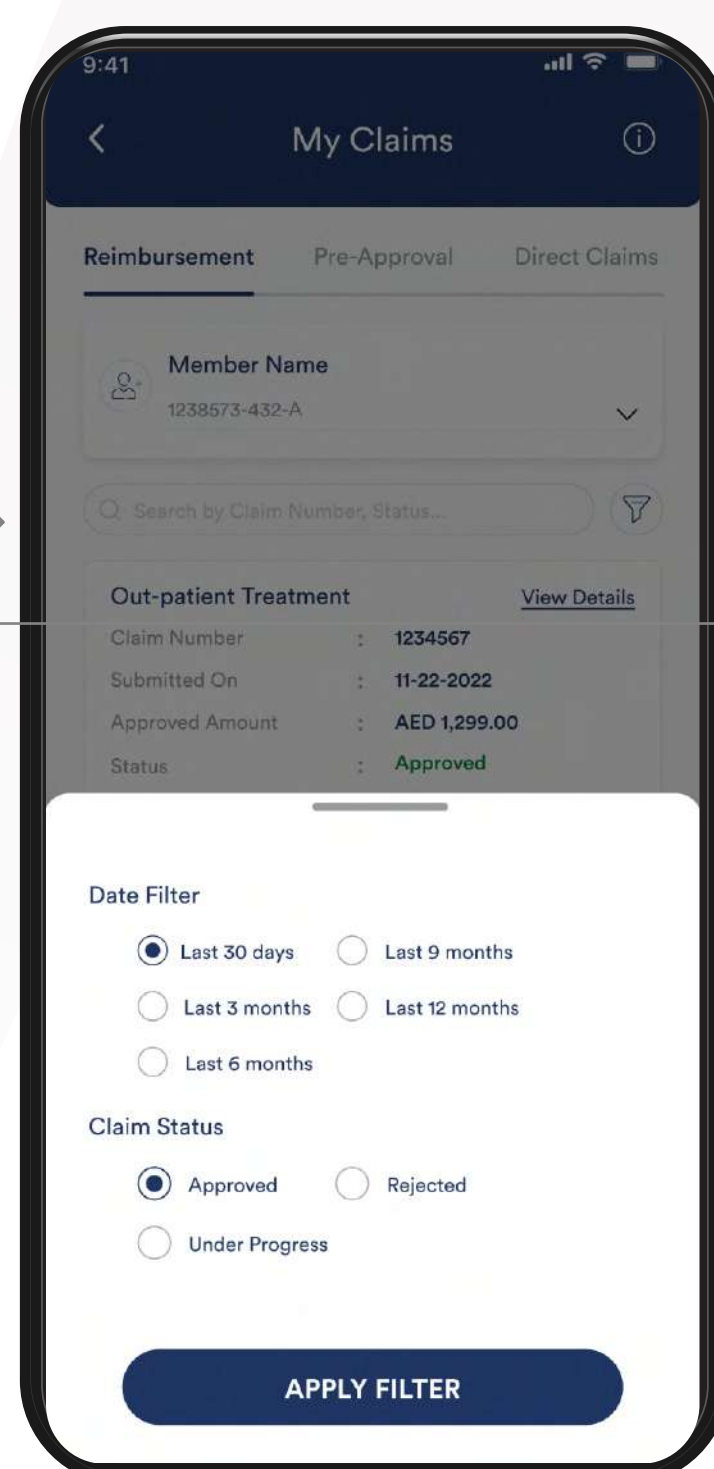 9:41
My Claims
Reimbursement Pre-Approval Direct Claims
Member Name
1238573-432-A
Search by Claim Number, Status...
Out-patient Treatment View Details
Claim Number : 1234567
Submitted On : 11-22-2022
Approved Amount : AED 1,299.00
Status : Approved
Date Filter
Last 30 days Last 9 months
Last 3 months Last 12 months
Last 6 months
Claim Status
Approved Rejected
Under Progress
APPLY FILTER